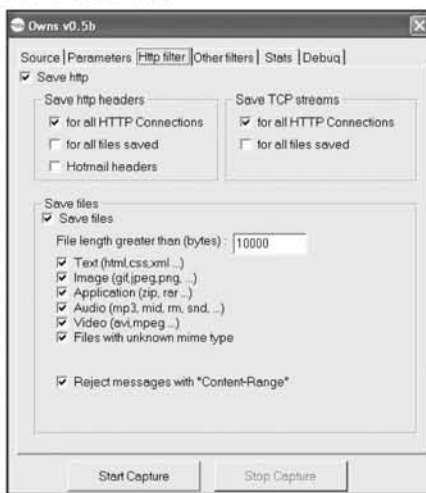 Owns v0.5b
Source Parameters Http filter Other filters Stats Debug
Save http
Save http headers
for all HTTP Connections
for all files saved
Hotmail headers
Save TCP streams
for all HTTP Connections
for all files saved
Save files
Save files
File length greater than (bytes) : 10000
Text (html,css,xml ...)
Image (gif,jpeg,png, ...)
Application (zip, rar ...)
Audio (mp3, mid, rm, snd, ...)
Video (avi,mpeg ...)
Files with unknown mime type
Reject messages with "Content-Range"
Start Capture
Stop Capture